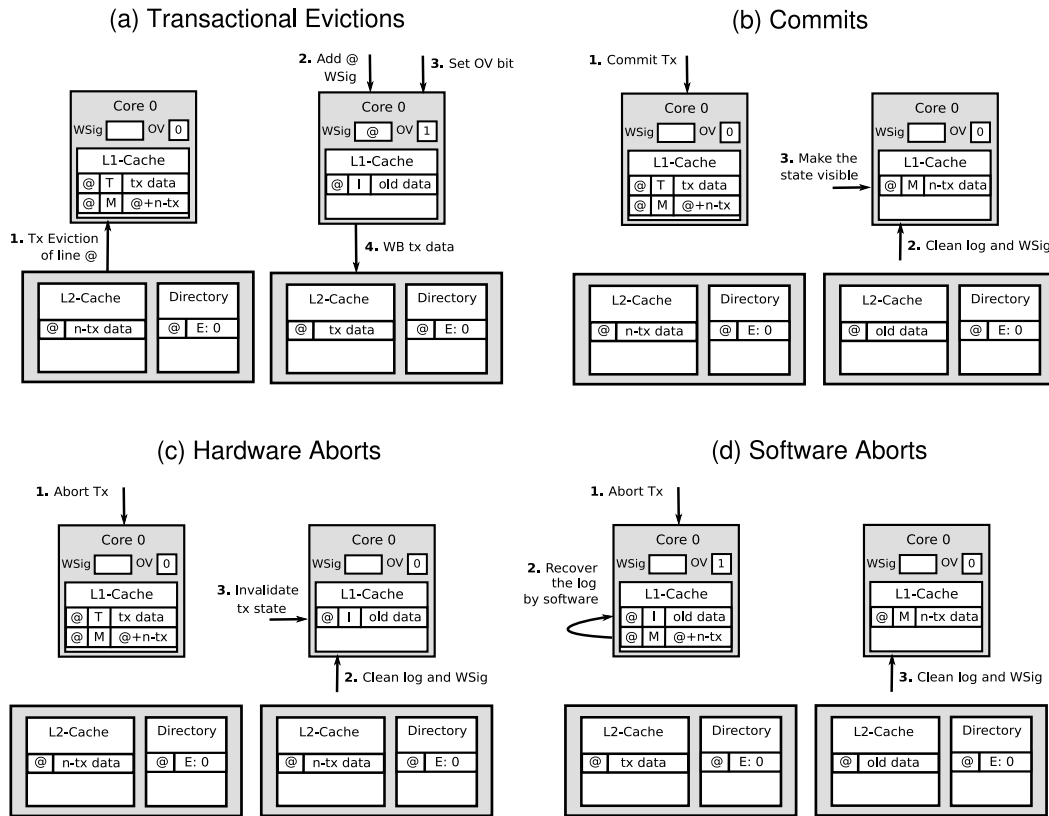 (a) Transactional Evictions
2. Add @
WSig
3. Set OV bit
Core 0
WSig OV 0
L1-Cache
@ T tx data
@ M @+n-tx
1. Tx Eviction
of line @
L2-Cache
@ n-tx data
Directory
@ E: 0
Core 0
WSig @ OV 1
L1-Cache
@ I old data
4. WB tx data
L2-Cache
@ tx data
Directory
@ E: 0
(b) Commits
1. Commit Tx
Core 0
WSig OV 0
L1-Cache
@ T tx data
@ M @+n-tx
L2-Cache
@ n-tx data
Directory
@ E: 0
3. Make the
state visible
Core 0
WSig OV 0
L1-Cache
@ M n-tx data
2. Clean log and WSig
L2-Cache
@ old data
Directory
@ E: 0
(c) Hardware Aborts
1. Abort Tx
Core 0
WSig OV 0
L1-Cache
@ T tx data
@ M @+n-tx
L2-Cache
@ n-tx data
Directory
@ E: 0
3. Invalidate
tx state
Core 0
WSig OV 0
L1-Cache
@ I old data
2. Clean log and WSig
L2-Cache
@ n-tx data
Directory
@ E: 0
(d) Software Aborts
1. Abort Tx
2. Recover
the log
by software
Core 0
WSig OV 1
L1-Cache
@ I old data
@ M @+n-tx
L2-Cache
@ tx data
Directory
@ E: 0
Core 0
WSig OV 0
L1-Cache
@ M n-tx data
3. Clean log and WSig
L2-Cache
@ old data
Directory
@ E: 0